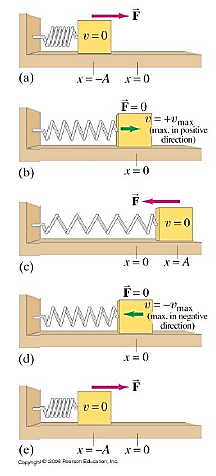 F
v = 0
(a)
x = −A
x = 0
F = 0
v = +vmax
(max. in positive
direction)
(b)
x = 0
F
v = 0
(c)
x = 0
x = A
F = 0
v = −vmax
(max. in negative
direction)
(d)
x = 0
F
v = 0
(e)
x = −A
x = 0
Copyright © 2005 Pearson Education, Inc.